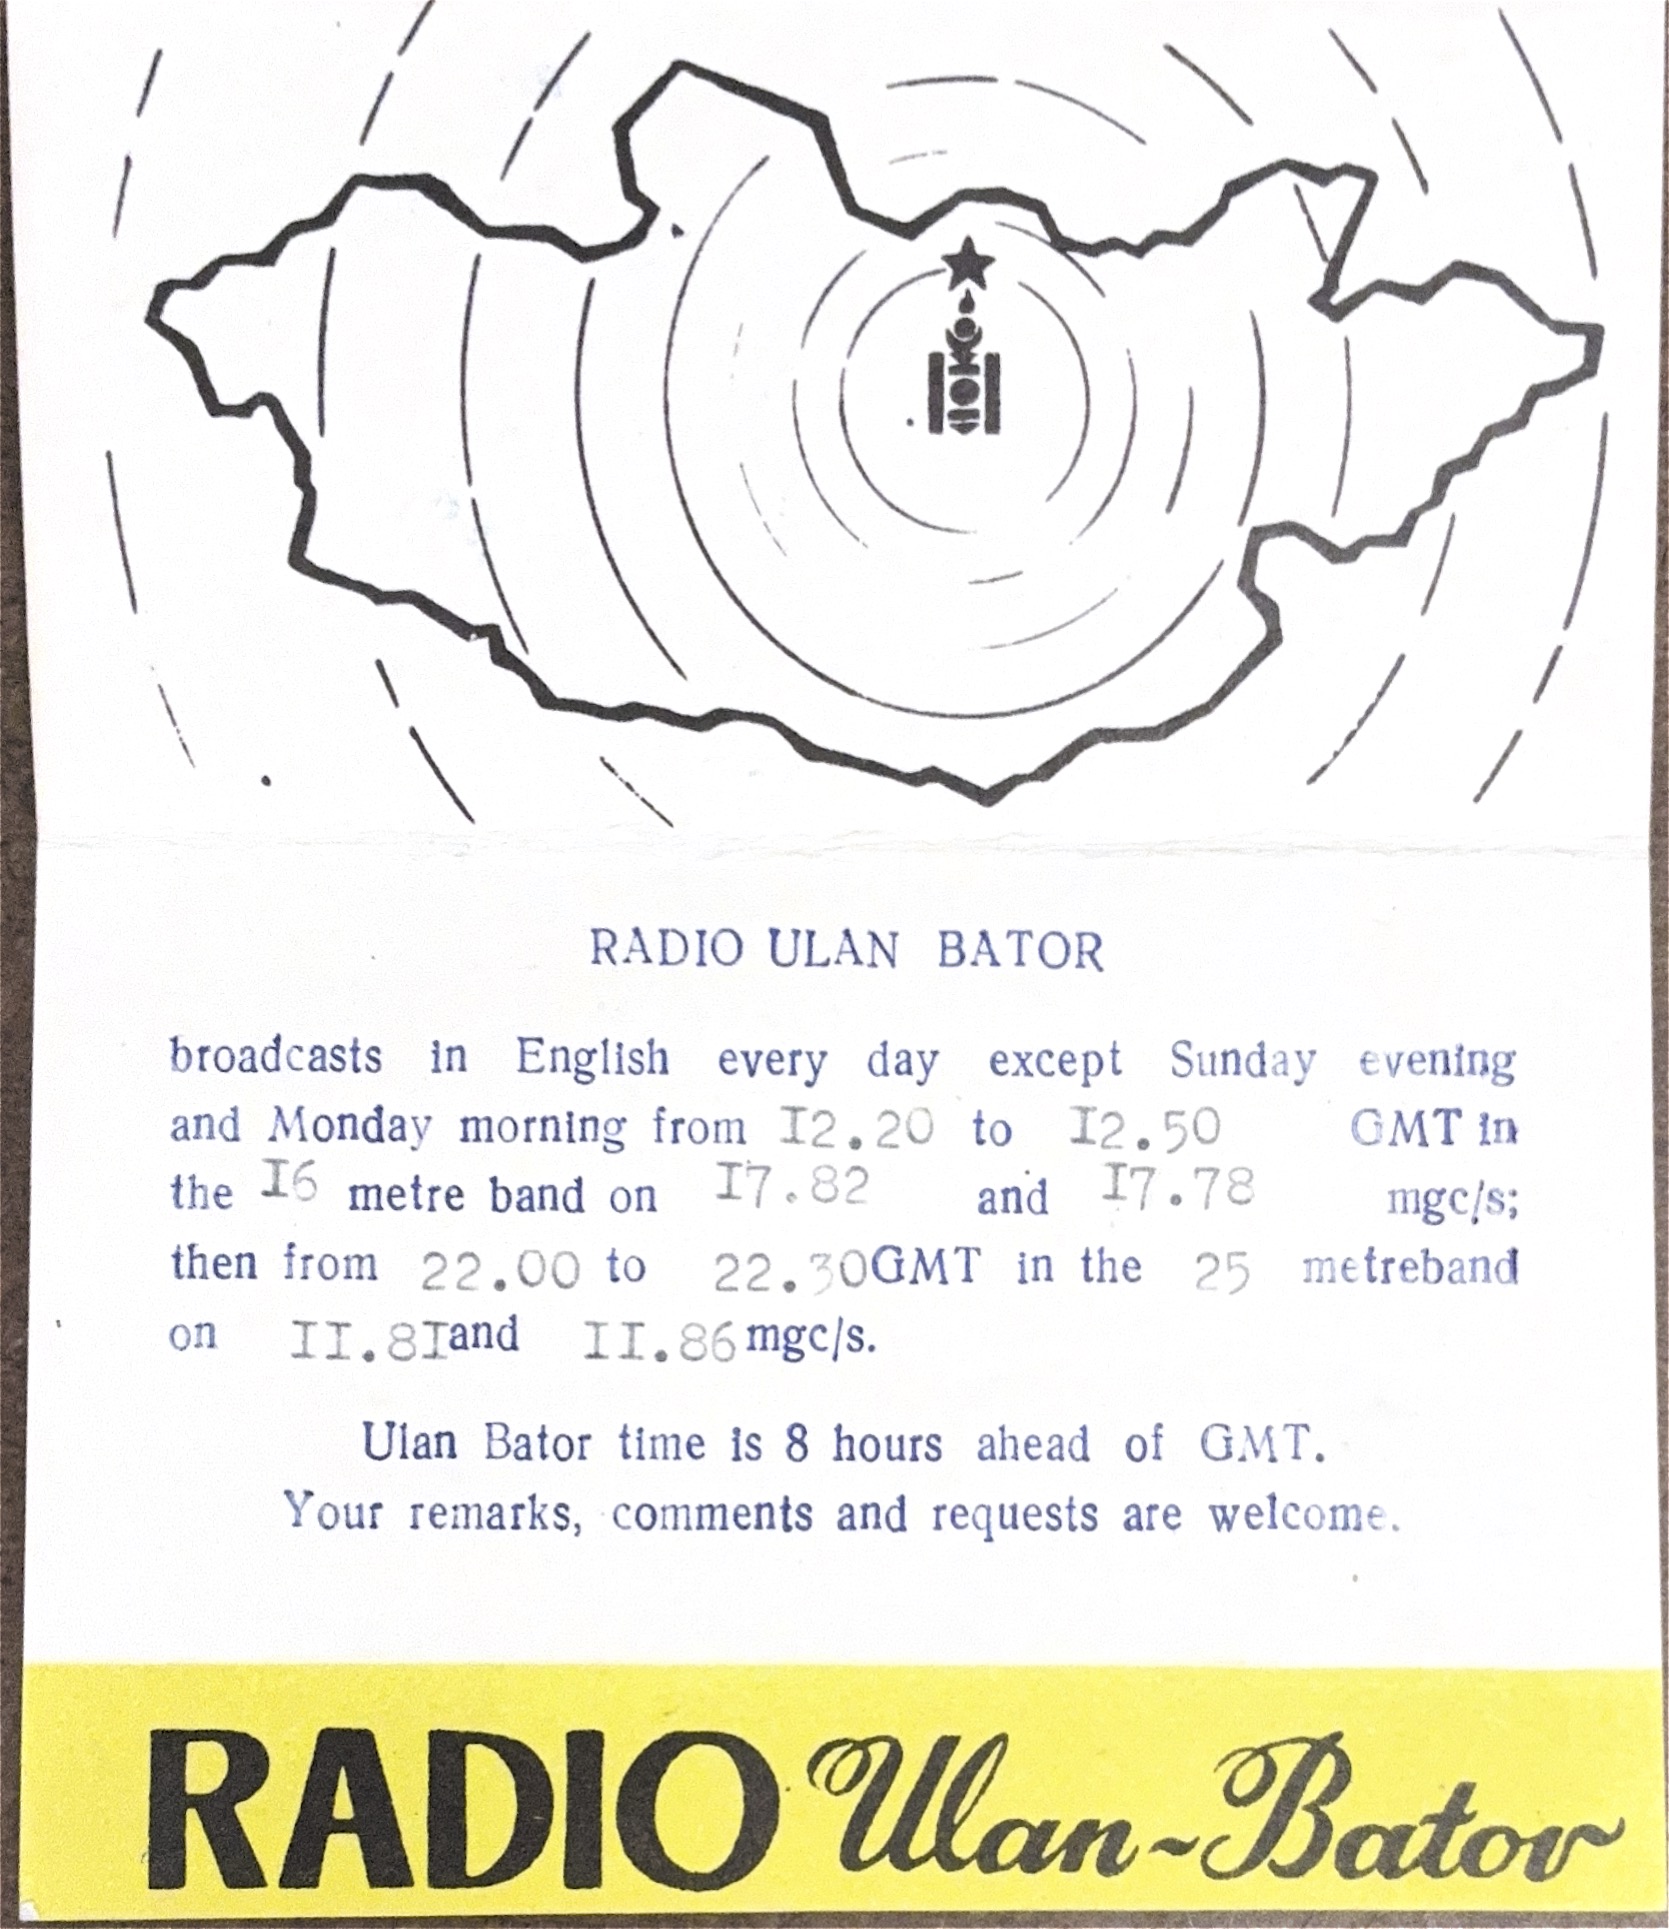 RADIO ULAN BATOR
broadcasts in English every day except Sunday evening
and Monday morning from I2.20 to I2.50 GMT in
the I6 metre band on I7.82 and I7.78 mgc/s;
then from 22.00 to 22.30GMT in the 25 metreband
on II.8Iand II.86 mgc/s.
Ulan Bator time is 8 hours ahead of GMT.
Your remarks, comments and requests are welcome.
RADIO Ulan-Bator